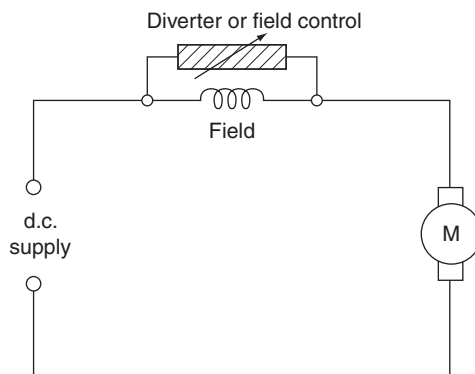 Diverter or field control
Field
d.c.
supply
M